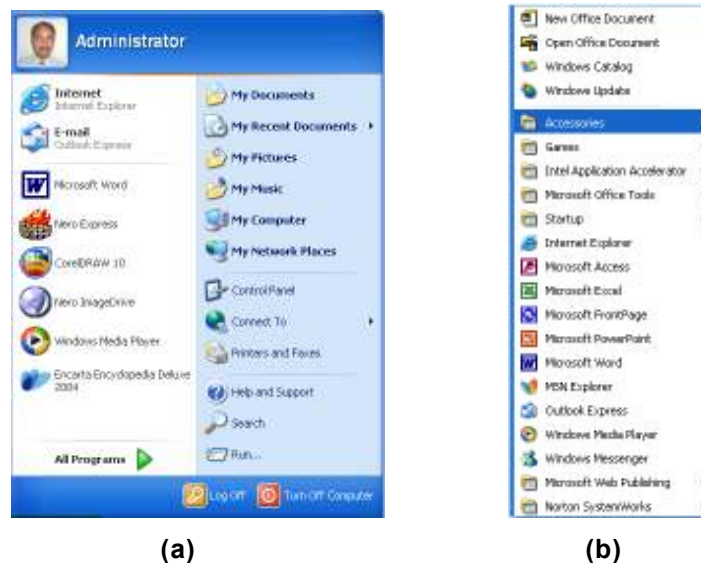 Administrator
Internet
Internet Explorer
E-mail
Outlook Express
Microsoft Word
Nero Express
CorelDRAW 10
Nero ImageDrive
Windows Media Player
Encarta Encyclopedia Deluxe
2004
All Programs
My Documents
My Recent Documents
My Pictures
My Music
My Computer
My Network Places
Control Panel
Connect To
Printers and Faxes
Help and Support
Search
Run...
Log Off
Turn Off Computer
(a)
New Office Document
Open Office Document
Windows Catalog
Windows Update
Accessories
Games
Intel Application Accelerator
Microsoft Office Tools
Startup
Internet Explorer
Microsoft Access
Microsoft Excel
Microsoft FrontPage
Microsoft PowerPoint
Microsoft Word
MSN Explorer
Outlook Express
Windows Media Player
Windows Messenger
Microsoft Web Publishing
Norton SystemWorks
(b)